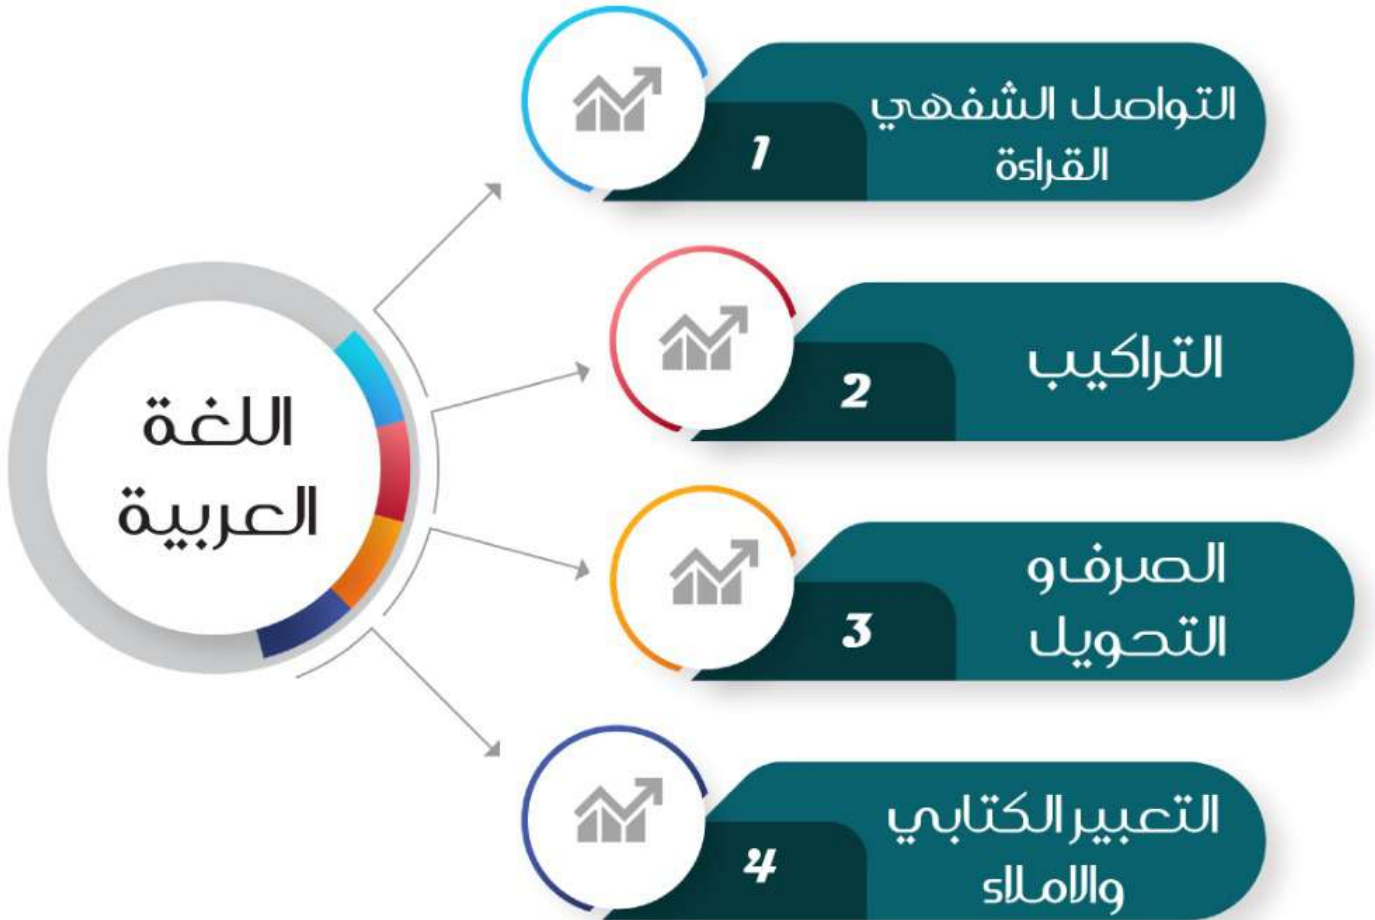 اللغة
العربية
1
التواصل الشفهي
القراءة
2
التراكيب
3
الصرف و
التحويل
4
التعبير الكتابي
والاملاء